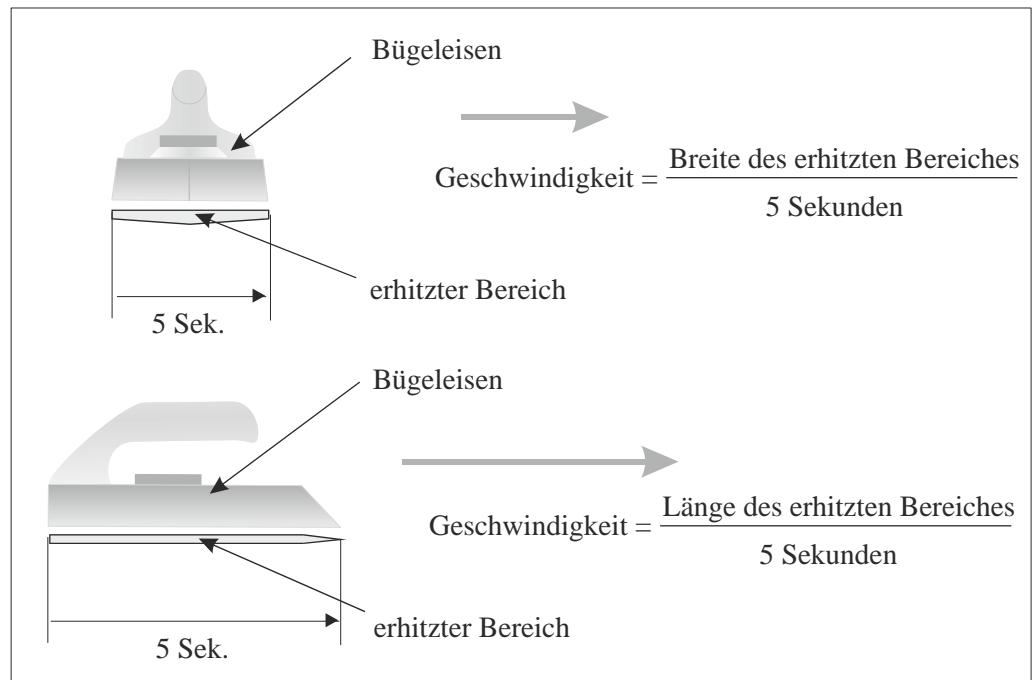 Bügeleisen
Geschwindigkeit = Breite des erhitzten Bereiches
5 Sekunden
erhitzter Bereich
5 Sek.
Bügeleisen
Geschwindigkeit = Länge des erhitzten Bereiches
5 Sekunden
erhitzter Bereich
5 Sek.